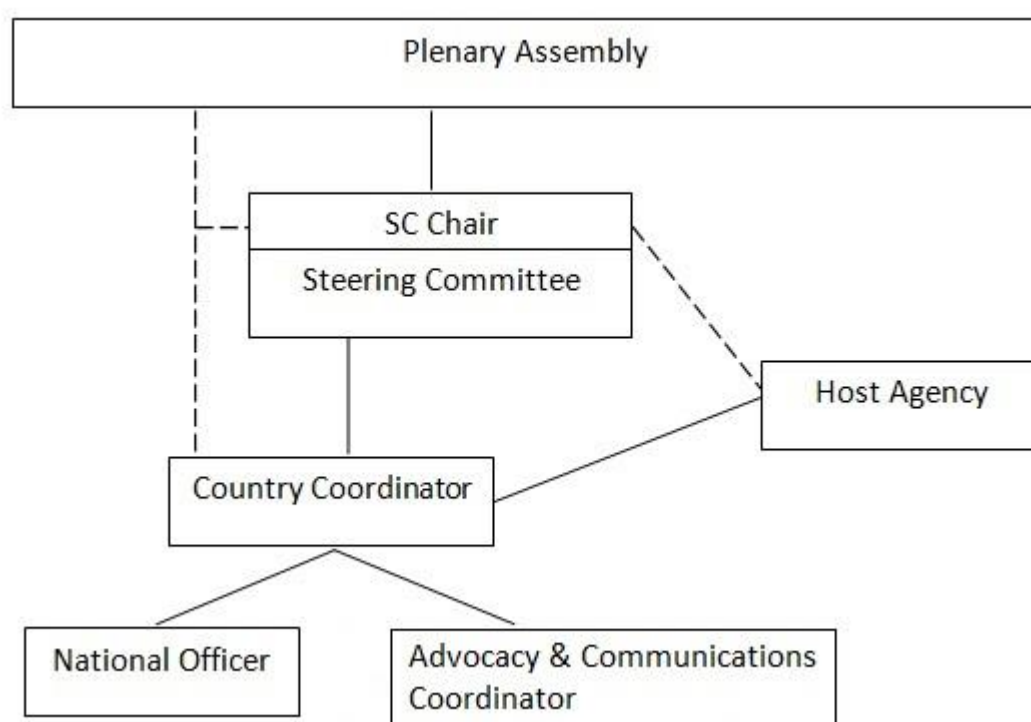 Plenary Assembly
SC Chair
Steering Committee
Host Agency
Country Coordinator
National Officer
Advocacy & Communications
Coordinator